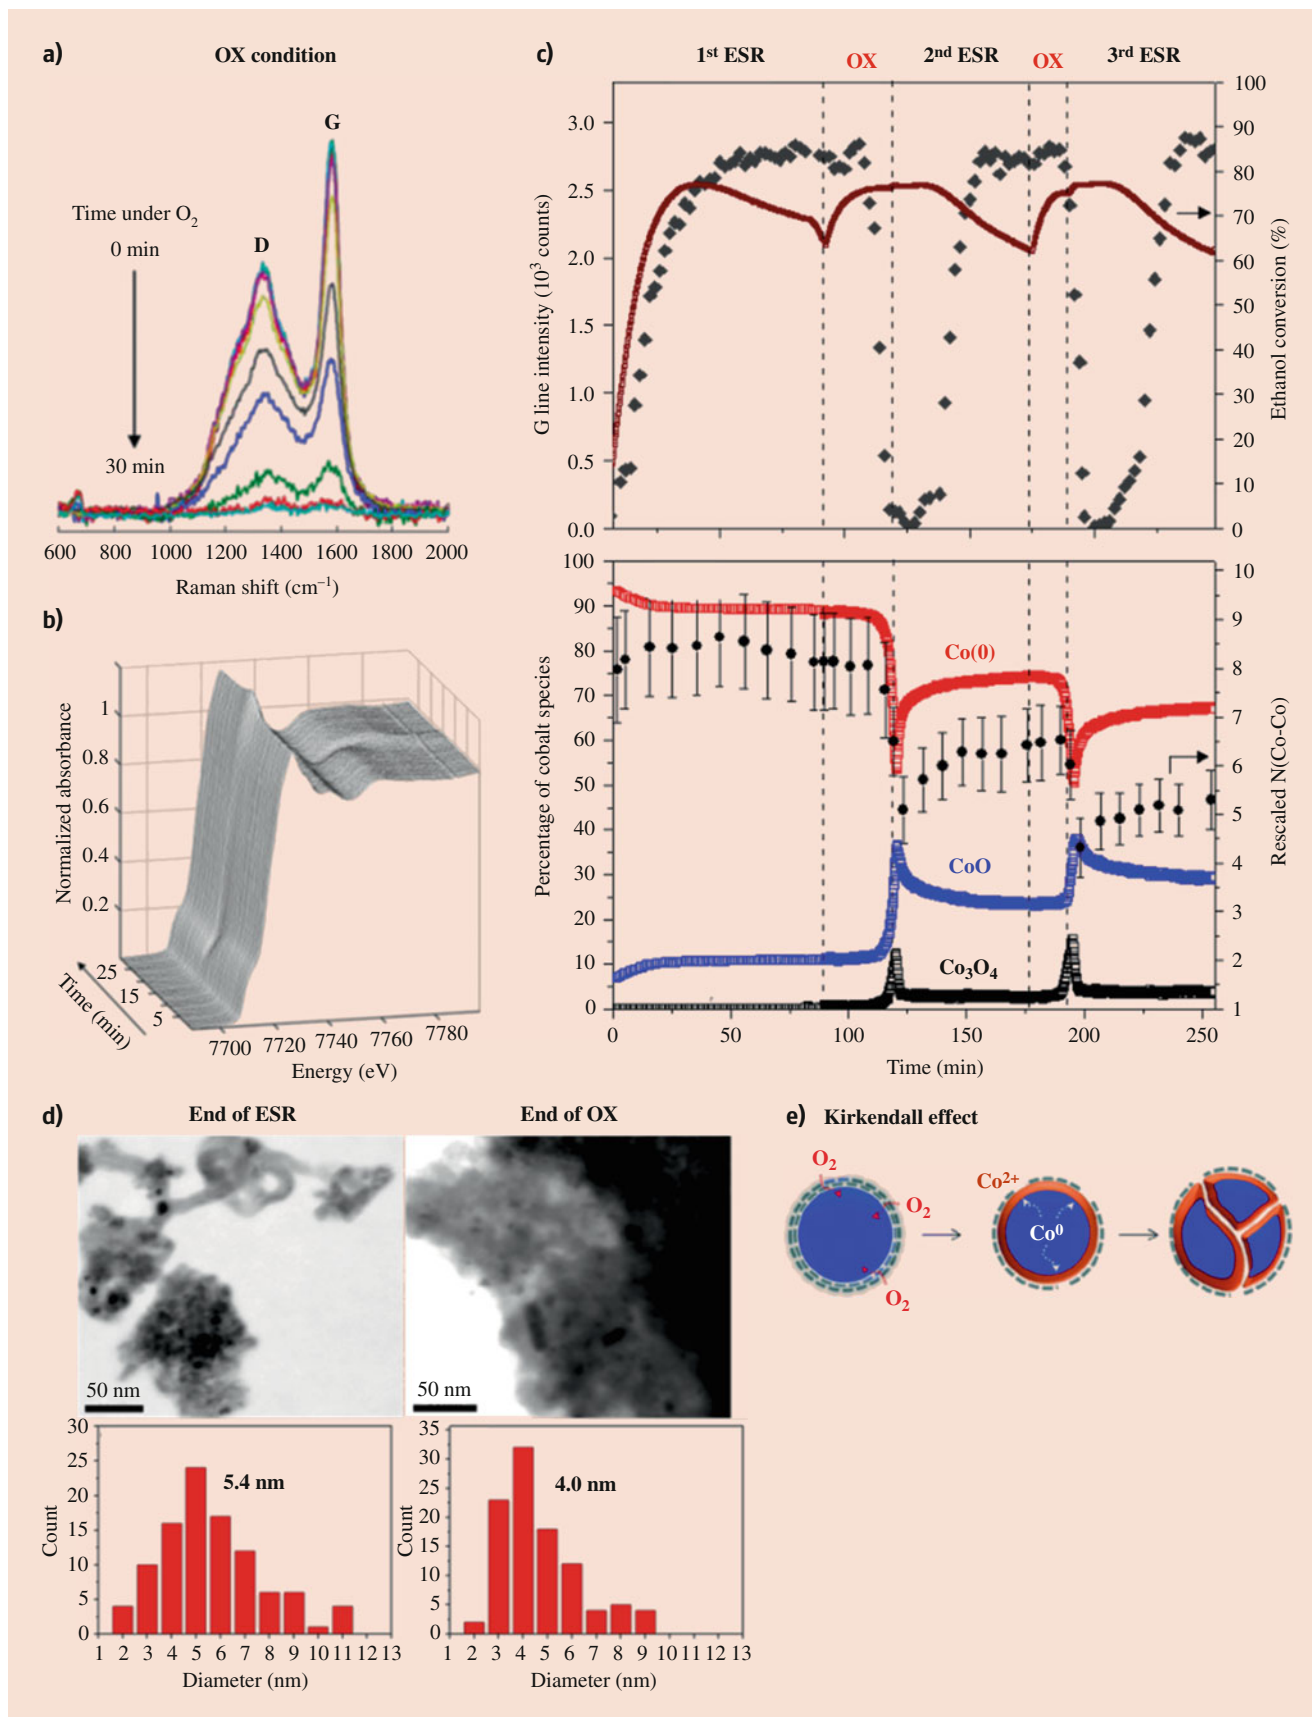 a)
OX condition
G
D
Time under O₂
0 min
30 min
600 800 1000 1200 1400 1600 1800 2000
Raman shift (cm⁻¹)
b)
Normalized absorbance
1
0.8
0.6
0.4
0.2
25
15
5
Time (min)
7700 7720 7740 7760 7780
Energy (eV)
c)
1ˢᵗ ESR OX 2ⁿᵈ ESR OX 3ʳᵈ ESR
G line intensity (10³ counts)
3.0
2.5
2.0
1.5
1.0
0.5
0.0
100
90
80
70
60
50
40
30
20
10
0
Ethanol conversion (%)
Percentage of cobalt species
100
90
80
70
60
50
40
30
20
10
0
Co(0)
CoO
Co₃O₄
10
9
8
7
6
5
4
3
2
1
Rescaled N(Co-Co)
0 50 100 150 200 250
Time (min)
d)
End of ESR
End of OX
50 nm
50 nm
30
25
20
15
10
5
0
Count
5.4 nm
1 2 3 4 5 6 7 8 9 10 11 12 13
Diameter (nm)
35
30
25
20
15
10
5
0
Count
4.0 nm
1 2 3 4 5 6 7 8 9 10 11 12 13
Diameter (nm)
e)
Kirkendall effect
O₂
O₂
O₂
Co²⁺
Co⁰